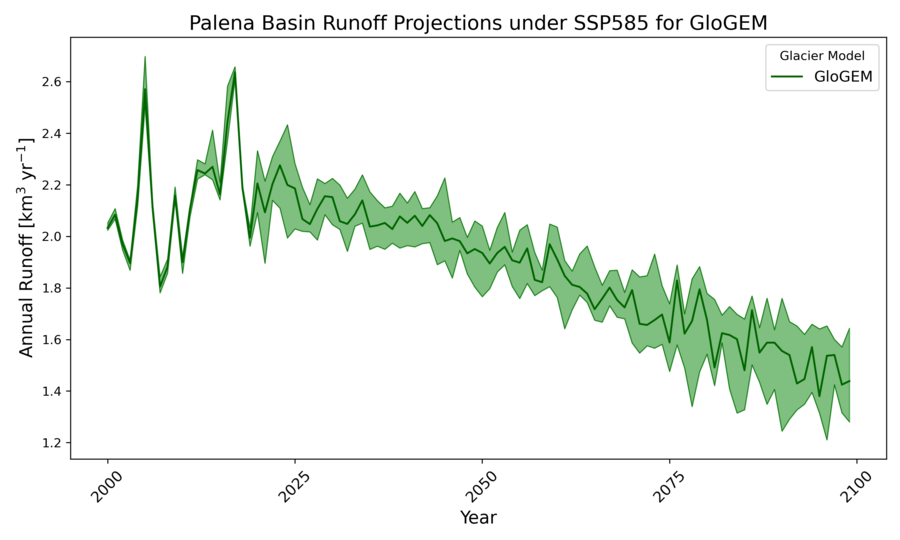 Palena Basin Runoff Projections under SSP585 for GloGEM
Glacier Model
GloGEM
Annual Runoff [km³ yr⁻¹]
2.6
2.4
2.2
2.0
1.8
1.6
1.4
1.2
2000
2025
2050
2075
2100
Year